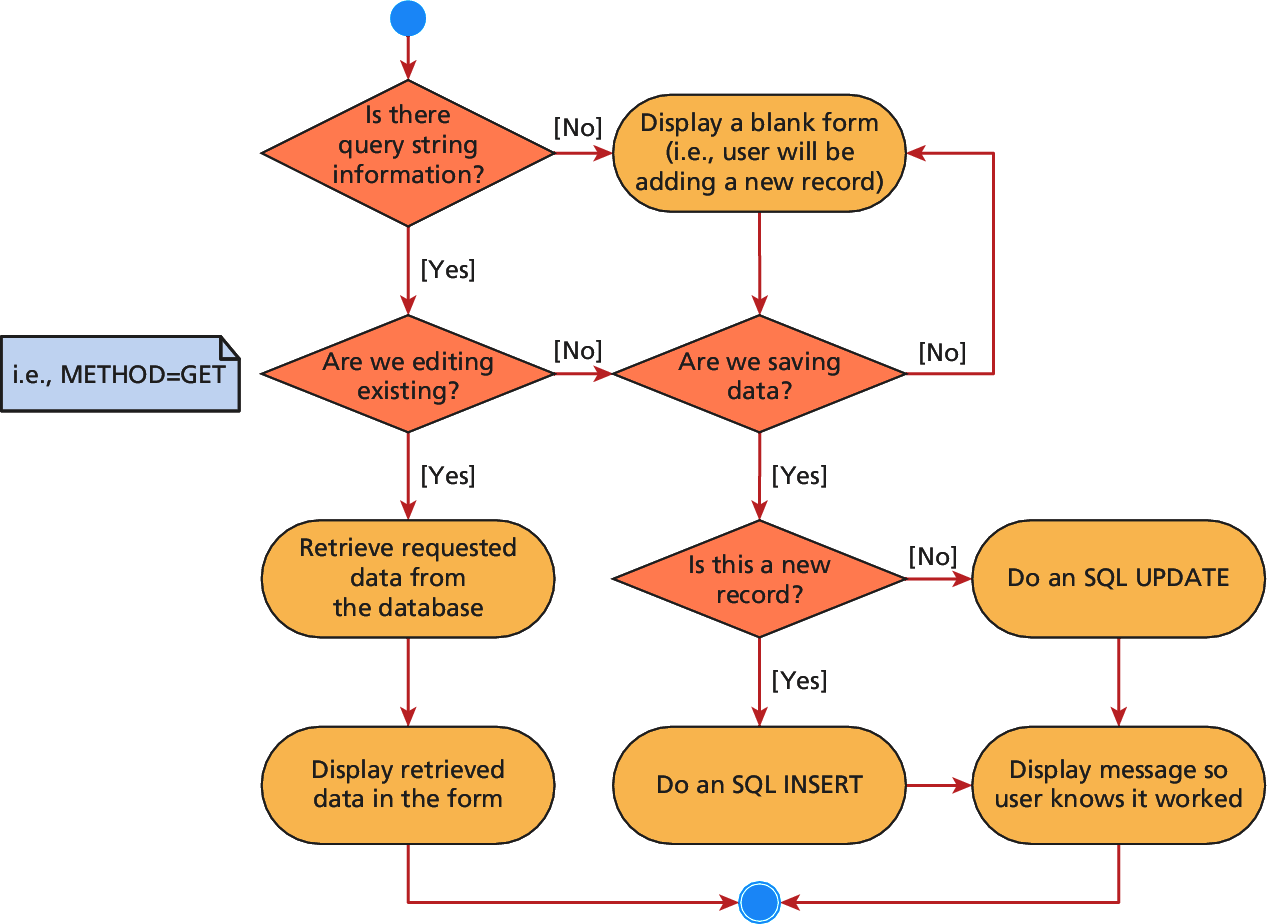 Is there
query string
information?
[No]
Display a blank form
(i.e., user will be
adding a new record)
[Yes]
i.e., METHOD=GET
Are we editing
existing?
[No]
Are we saving
data?
[No]
[Yes]
[Yes]
Retrieve requested
data from
the database
Is this a new
record?
[No]
Do an SQL UPDATE
[Yes]
Display retrieved
data in the form
Do an SQL INSERT
Display message so
user knows it worked